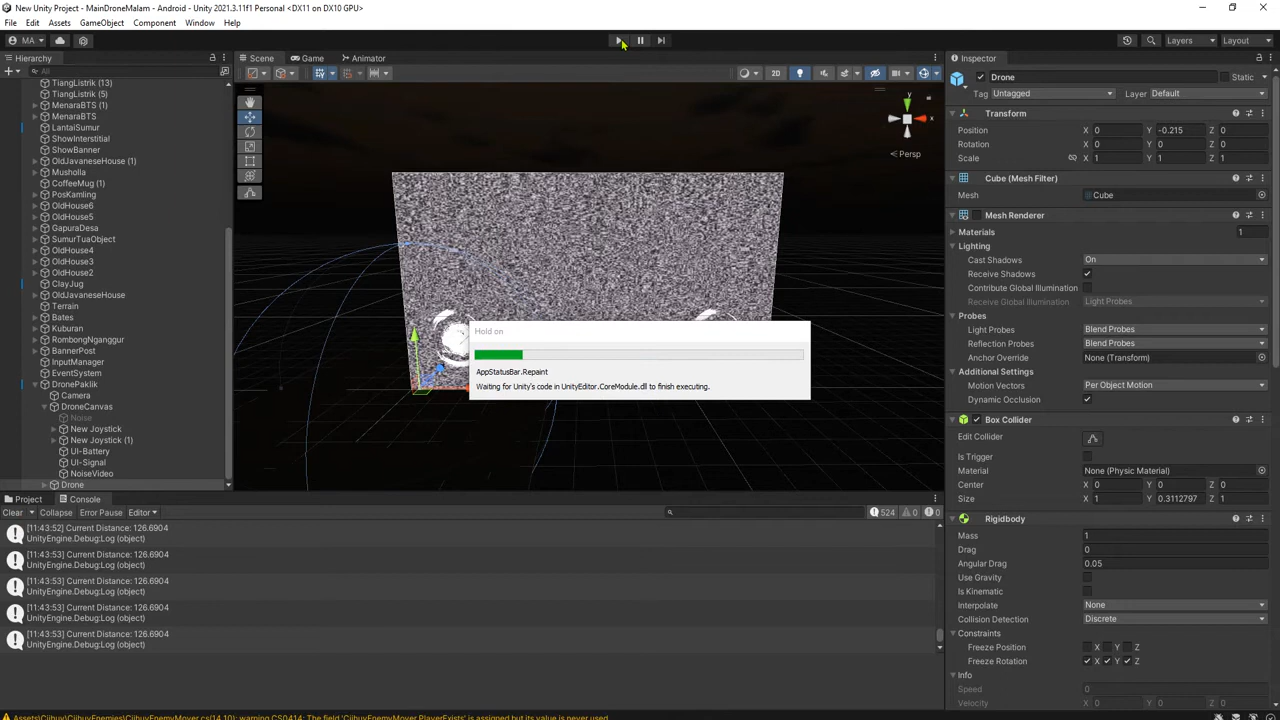 New Unity Project - MainDroneMalam - Android - Unity 2021.3.11f1 Personal <DX11 on DX10 GPU>
File Edit Assets GameObject Component Window Help
MA
Layers Layout
Hierarchy
All
TiangListrik (13)
TiangListrik (5)
MenaraBTS (1)
MenaraBTS
LantaiSumur
ShowInterstitial
ShowBanner
OldJavaneseHouse (1)
Musholla
CoffeeMug (1)
PosKamling
OldHouse6
OldHouse5
GapuraDesa
SumurTuaObject
OldHouse4
OldHouse3
OldHouse2
ClayJug
OldJavaneseHouse
Terrain
Bates
Kuburan
RombongNganggur
BannerPost
InputManager
EventSystem
DronePaklik
Camera
DroneCanvas
Noise
New Joystick
New Joystick (1)
UI-Battery
UI-Signal
NoiseVideo
Drone
Scene Game Animator
2D
y
x
Persp
Hold on
AppStatusBar.Repaint
Waiting for Unity's code in UnityEditor.CoreModule.dll to finish executing.
Inspector
Drone Static
Tag Untagged Layer Default
Transform
Position X 0 Y -0.215 Z 0
Rotation X 0 Y 0 Z 0
Scale X 1 Y 1 Z 1
Cube (Mesh Filter)
Mesh Cube
Mesh Renderer
Materials 1
Lighting
Cast Shadows On
Receive Shadows
Contribute Global Illumination
Receive Global Illumination Light Probes
Probes
Light Probes Blend Probes
Reflection Probes Blend Probes
Anchor Override None (Transform)
Additional Settings
Motion Vectors Per Object Motion
Dynamic Occlusion
Box Collider
Edit Collider
Is Trigger
Material None (Physic Material)
Center X 0 Y 0 Z 0
Size X 1 Y 0.3112797 Z 1
Rigidbody
Mass 1
Drag 0
Angular Drag 0.05
Use Gravity
Is Kinematic
Interpolate None
Collision Detection Discrete
Constraints
Freeze Position X Y Z
Freeze Rotation X Y Z
Info
Speed 0
Velocity X 0 Y 0 Z 0
Project Console
Clear Collapse Error Pause Editor 524 0 0
[11:43:52] Current Distance: 126.6904
UnityEngine.Debug:Log (object)
[11:43:53] Current Distance: 126.6904
UnityEngine.Debug:Log (object)
[11:43:53] Current Distance: 126.6904
UnityEngine.Debug:Log (object)
[11:43:53] Current Distance: 126.6904
UnityEngine.Debug:Log (object)
[11:43:53] Current Distance: 126.6904
UnityEngine.Debug:Log (object)